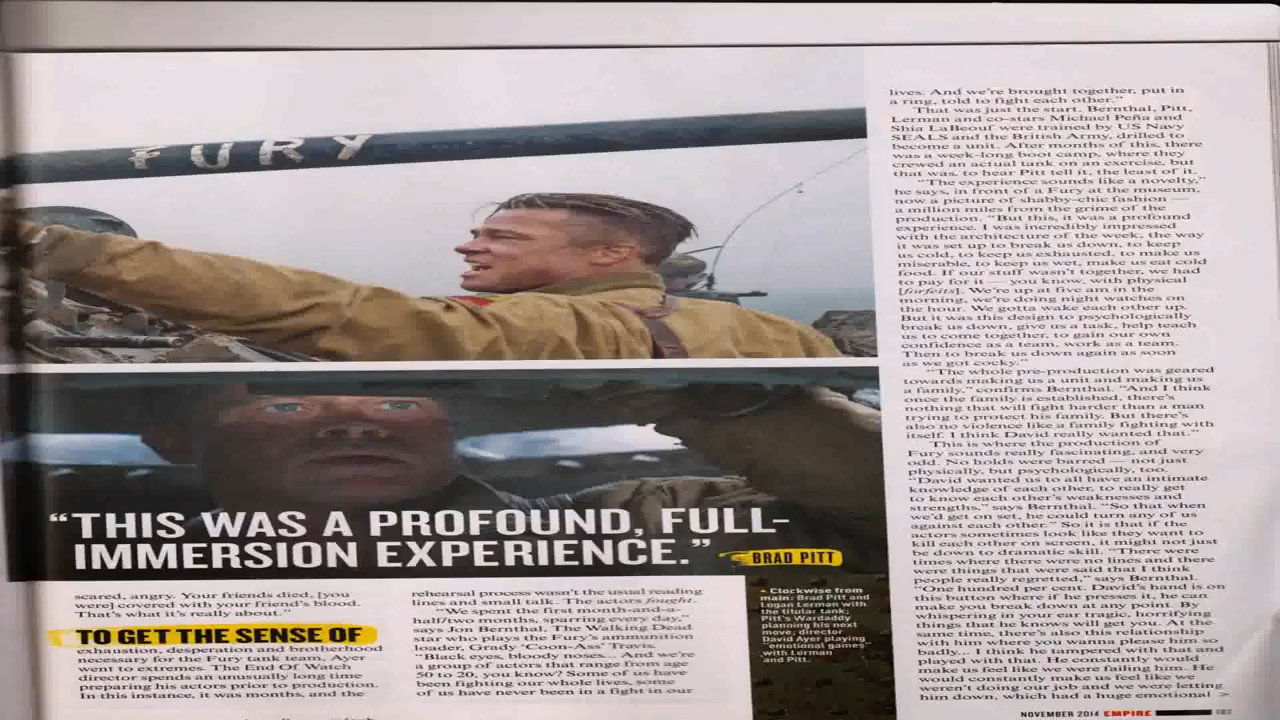 FURY
"THIS WAS A PROFOUND, FULL-
IMMERSION EXPERIENCE."
BRAD PITT
scared, angry. Your friends died, [you
were] covered with your friend's blood.
That's what it's really about."
TO GET THE SENSE OF
exhaustion, desperation and brotherhood
necessary for the Fury tank team, Ayer
went to extremes. The End Of Watch
director spends an unusually long time
preparing his actors prior to production.
In this instance, it was months, and the
rehearsal process wasn't the usual reading
lines and small talk. The actors fought.
"We spent the first month-and-a-
half/two months, sparring every day,"
says Jon Bernthal, The Walking Dead
star who plays the Fury's ammunition
loader, Grady 'Coon-Ass' Travis.
"Black eyes, bloody noses... And we're
a group of actors that range from age
50 to 20, you know? Some of us have
been fighting our whole lives, some
of us have never been in a fight in our
Clockwise from
main: Brad Pitt and
Logan Lerman with
the titular tank;
Pitt's Wardaddy
planning his next
move; director
David Ayer playing
"emotional games"
with Lerman
and Pitt.
lives. And we're brought together, put in
a ring, told to fight each other."
That was just the start. Bernthal, Pitt,
Lerman and co-stars Michael Peña and
Shia LaBeouf were trained by US Navy
SEALS and the British Army, drilled to
become a unit. After months of this, there
was a week-long boot camp, where they
crewed an actual tank on an exercise, but
that was, to hear Pitt tell it, the least of it.
"The experience sounds like a novelty,"
he says, in front of a Fury at the museum,
now a picture of shabby-chic fashion —
a million miles from the grime of the
production. "But this, it was a profound
experience. I was incredibly impressed
with the architecture of the week, the way
it was set up to break us down, to keep
us cold, to keep us exhausted, to make us
miserable, to keep us wet, make us eat cold
food. If our stuff wasn't together, we had
to pay for it — you know, with physical
[forfeits]. We're up at five am in the
morning, we're doing night watches on
the hour. We gotta wake each other up.
But it was this design to psychologically
break us down, give us a task, help teach
us to come together, to gain our own
confidence as a team, work as a team.
Then to break us down again as soon
as we got cocky."
"The whole pre-production was geared
towards making us a unit and making us
a family," confirms Bernthal. "And I think
once the family is established, there's
nothing that will fight harder than a man
trying to protect his family. But there's
also no violence like a family fighting with
itself. I think David really wanted that."
This is where the production of
Fury sounds really fascinating, and very
odd. No holds were barred — not just
physically, but psychologically, too.
"David wanted us to all have an intimate
knowledge of each other, to really get
to know each other's weaknesses and
strengths," says Bernthal. "So that when
we'd get on set, he could turn any of us
against each other." So it is that if the
actors sometimes look like they want to
kill each other on screen, it might not just
be down to dramatic skill. "There were
times where there were no lines and there
were things that were said that I think
people really regretted," says Bernthal.
"One hundred per cent. David's hand is on
this button where if he presses it, he can
make you break down at any point. By
whispering in your ear tragic, horrifying
things that he knows will get you. At the
same time, there's also this relationship
with him where you wanna please him so
badly... I think he tampered with that and
played with that. He constantly would
make us feel like we were failing him. He
would constantly make us feel like we
weren't doing our job and we were letting
him down, which had a huge emotional >
NOVEMBER 2014 EMPIRE